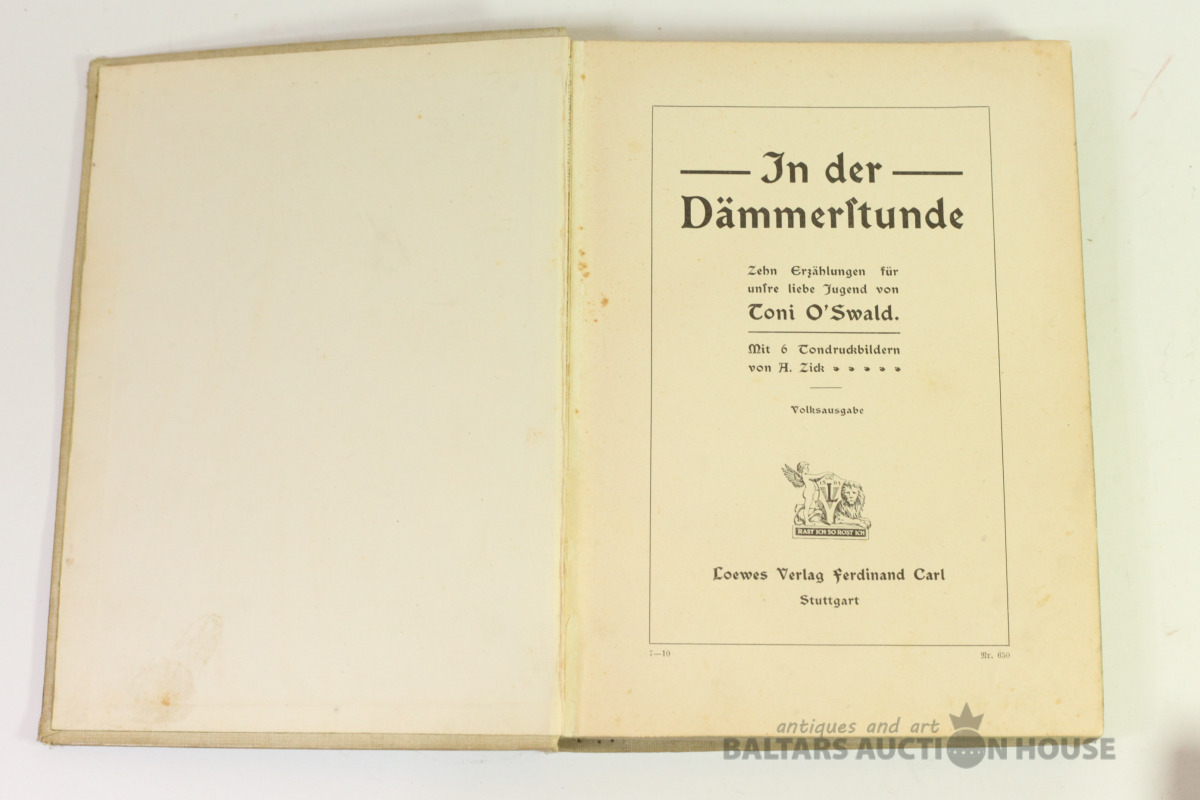 In der
Dämmerſtunde
Zehn Erzählungen für
unſre liebe Jugend von
Toni O'Swald.
Mit 6 Tondruckbildern
von A. Zick
Volksausgabe
L
RAST ICH SO ROST ICH
Loewes Verlag Ferdinand Carl
Stuttgart
7—10
Nr. 650
antiques and art
BALTARS AUCTION HOUSE